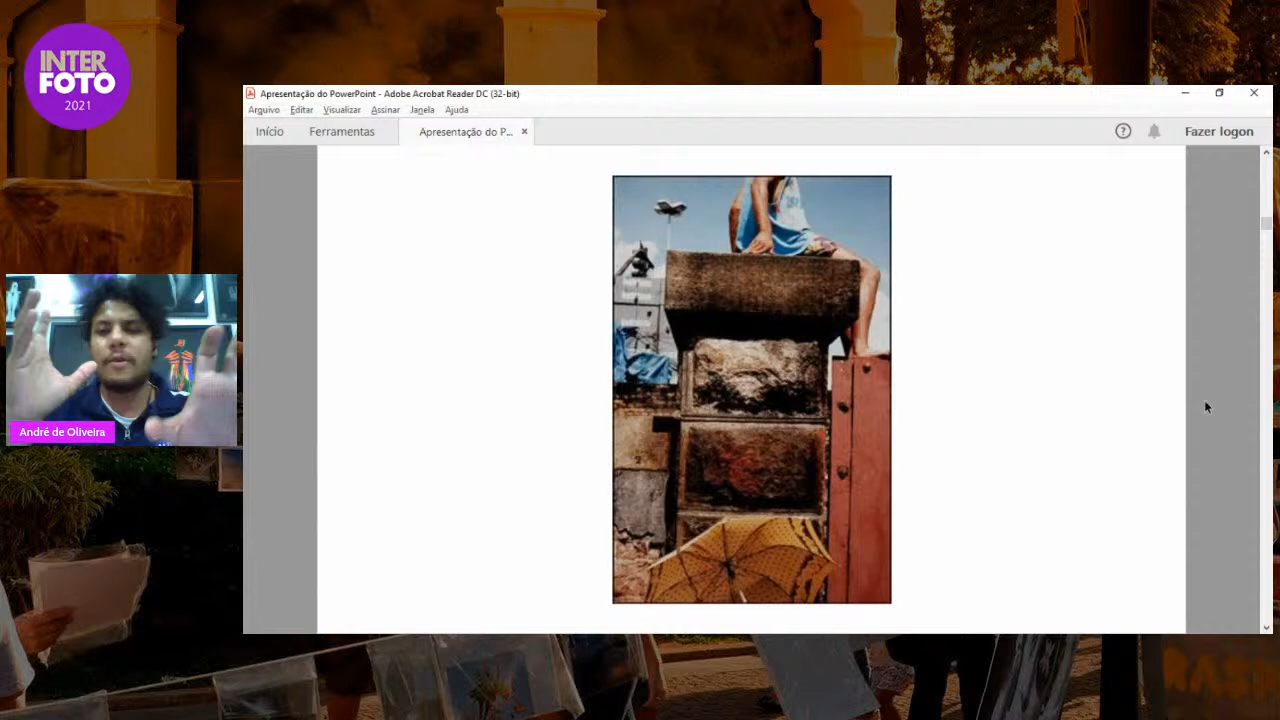 INTER
FOTO
2021
Apresentação do PowerPoint - Adobe Acrobat Reader DC (32-bit)
Arquivo Editar Visualizar Assinar Janela Ajuda
Início Ferramentas Apresentação do P... × Fazer logon
André de Oliveira
BRASIL